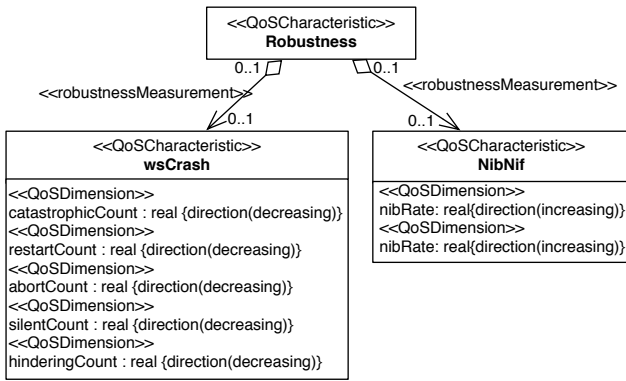 <<QoSCharacteristic>>
Robustness
0..1
0..1
<<robustnessMeasurement>>
<<robustnessMeasurement>>
0..1
0..1
<<QoSCharacteristic>>
wsCrash
<<QoSDimension>>
catastrophicCount : real {direction(decreasing)}
<<QoSDimension>>
restartCount : real {direction(decreasing)}
<<QoSDimension>>
abortCount : real {direction(decreasing)}
<<QoSDimension>>
silentCount : real {direction(decreasing)}
<<QoSDimension>>
hinderingCount : real {direction(decreasing)}
<<QoSCharacteristic>>
NibNif
<<QoSDimension>>
nibRate: real{direction(increasing)}
<<QoSDimension>>
nibRate: real{direction(increasing)}